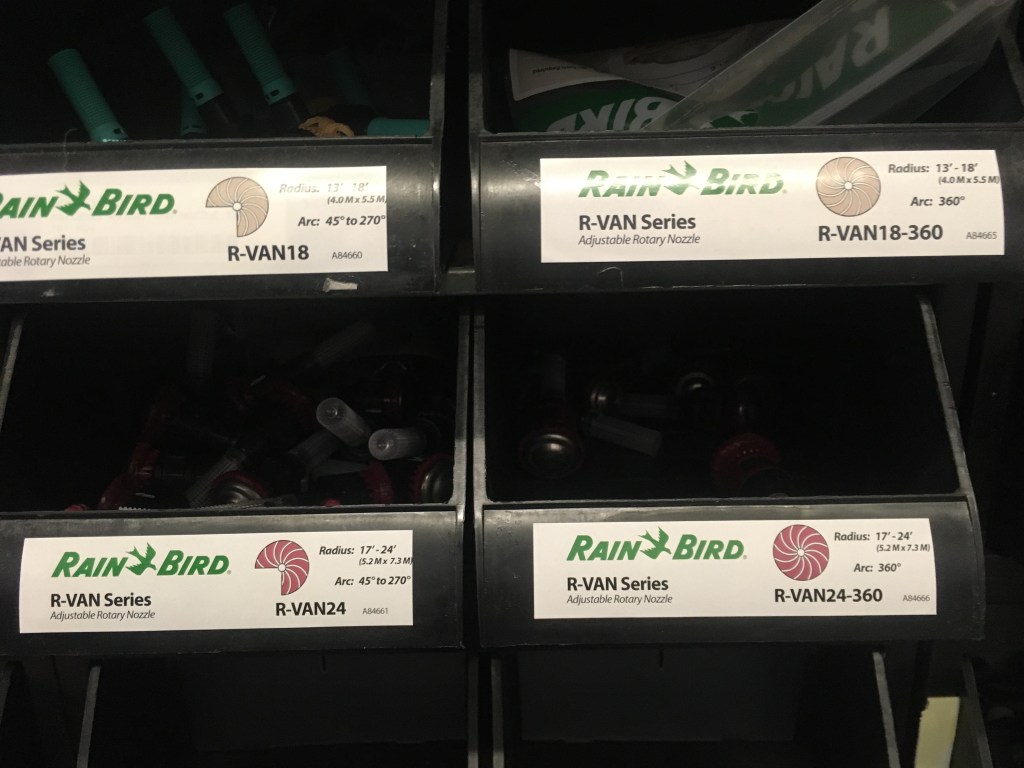 RAIN BIRD
BIRD
RAIN BIRD
VAN Series
Rotary Nozzle
R-VAN18
Radius: 13' - 18'
(4.0 M x 5.5 M
Arc: 45° to 270°
A84660
RAIN BIRD
R-VAN Series
Adjustable Rotary Nozzle
R-VAN18-360
Radius: 13' - 18'
(4.0 M x 5.5 M)
Arc: 360°
A84665
RAIN BIRD
R-VAN Series
Adjustable Rotary Nozzle
R-VAN24
Radius: 17' - 24'
(5.2 M x 7.3 M)
Arc: 45° to 270°
A84661
RAIN BIRD
R-VAN Series
Adjustable Rotary Nozzle
R-VAN24-360
Radius: 17' - 24'
(5.2 M x 7.3 M)
Arc: 360°
A84666